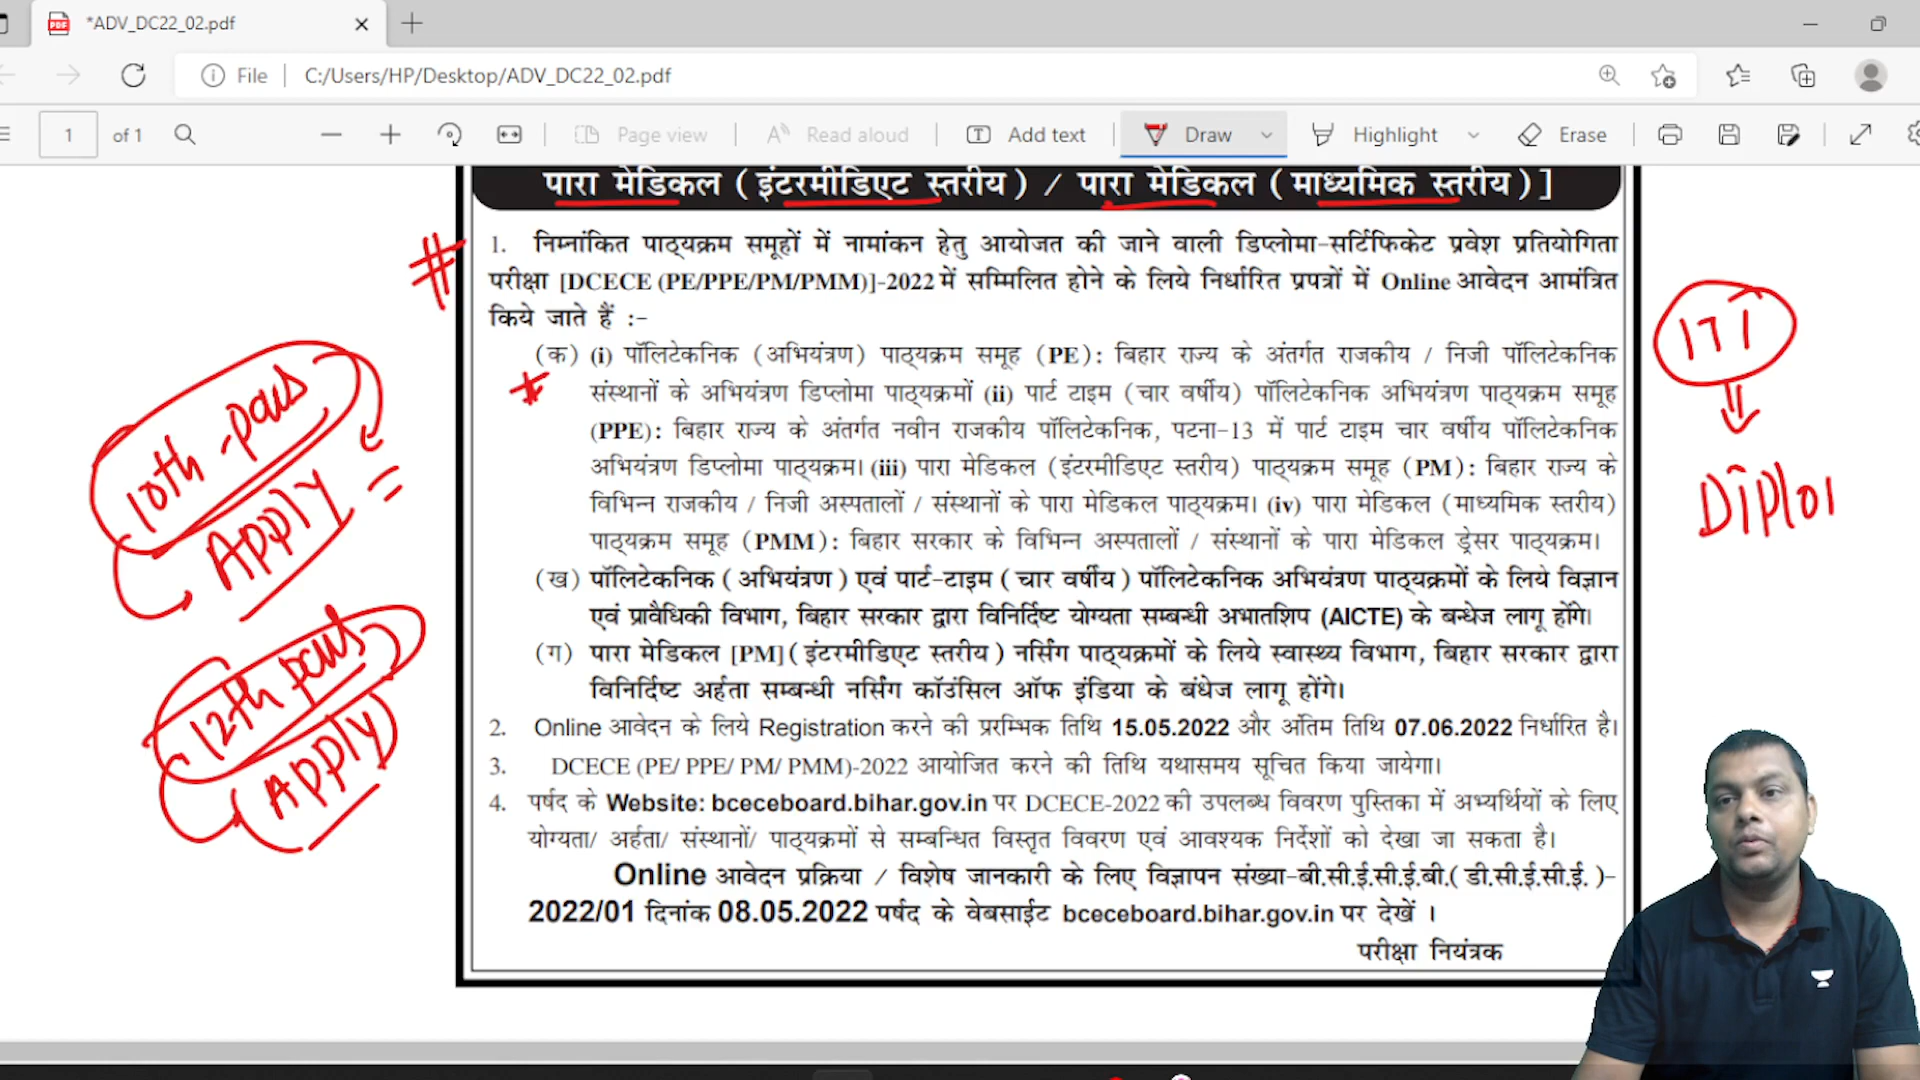 *ADV_DC22_02.pdf
File
C:/Users/HP/Desktop/ADV_DC22_02.pdf
1 of 1
Page view
Read aloud
Add text
Draw
Highlight
Erase
पारा मेडिकल (इंटरमीडिएट स्तरीय) / पारा मेडिकल (माध्यमिक स्तरीय)]
1. निम्नांकित पाठ्यक्रम समूहों में नामांकन हेतु आयोजत की जाने वाली डिप्लोमा-सर्टिफिकेट प्रवेश प्रतियोगिता
परीक्षा [DCECE (PE/PPE/PM/PMM)]-2022 में सम्मिलित होने के लिये निर्धारित प्रपत्रों में Online आवेदन आमंत्रित
किये जाते हैं :-
(क) (i) पॉलिटेकनिक (अभियंत्रण) पाठ्यक्रम समूह (PE): बिहार राज्य के अंतर्गत राजकीय / निजी पॉलिटेकनिक
संस्थानों के अभियंत्रण डिप्लोमा पाठ्यक्रमों (ii) पार्ट टाइम (चार वर्षीय) पॉलिटेकनिक अभियंत्रण पाठ्यक्रम समूह
(PPE): बिहार राज्य के अंतर्गत नवीन राजकीय पॉलिटेकनिक, पटना-13 में पार्ट टाइम चार वर्षीय पॉलिटेकनिक
अभियंत्रण डिप्लोमा पाठ्यक्रम। (iii) पारा मेडिकल (इंटरमीडिएट स्तरीय) पाठ्यक्रम समूह (PM): बिहार राज्य के
विभिन्न राजकीय / निजी अस्पतालों / संस्थानों के पारा मेडिकल पाठ्यक्रम। (iv) पारा मेडिकल (माध्यमिक स्तरीय)
पाठ्यक्रम समूह (PMM): बिहार सरकार के विभिन्न अस्पतालों / संस्थानों के पारा मेडिकल ड्रेसर पाठ्यक्रम।
(ख) पॉलिटेकनिक (अभियंत्रण) एवं पार्ट-टाइम (चार वर्षीय) पॉलिटेकनिक अभियंत्रण पाठ्यक्रमों के लिये विज्ञान
एवं प्रावैधिकी विभाग, बिहार सरकार द्वारा विनिर्दिष्ट योग्यता सम्बन्धी अभातशिप (AICTE) के बन्धेज लागू होंगे।
(ग) पारा मेडिकल [PM] (इंटरमीडिएट स्तरीय) नर्सिंग पाठ्यक्रमों के लिये स्वास्थ्य विभाग, बिहार सरकार द्वारा
विनिर्दिष्ट अर्हता सम्बन्धी नर्सिंग कॉउंसिल ऑफ इंडिया के बंधेज लागू होंगे।
2. Online आवेदन के लिये Registration करने की प्ररम्भिक तिथि 15.05.2022 और अंतिम तिथि 07.06.2022 निर्धारित है।
3. DCECE (PE/ PPE/ PM/ PMM)-2022 आयोजित करने की तिथि यथासमय सूचित किया जायेगा।
4. पर्षद के Website: bceceboard.bihar.gov.in पर DCECE-2022 की उपलब्ध विवरण पुस्तिका में अभ्यर्थियों के लिए
योग्यता/ अर्हता/ संस्थानों/ पाठ्यक्रमों से सम्बन्धित विस्तृत विवरण एवं आवश्यक निर्देशों को देखा जा सकता है।
Online आवेदन प्रक्रिया / विशेष जानकारी के लिए विज्ञापन संख्या-बी.सी.ई.सी.ई.बी.(डी.सी.ई.सी.ई.)-
2022/01 दिनांक 08.05.2022 पर्षद के वेबसाईट bceceboard.bihar.gov.in पर देखें ।
परीक्षा नियंत्रक
#
10th - pass
Apply =
12th pass
Apply
ITI
Diplo